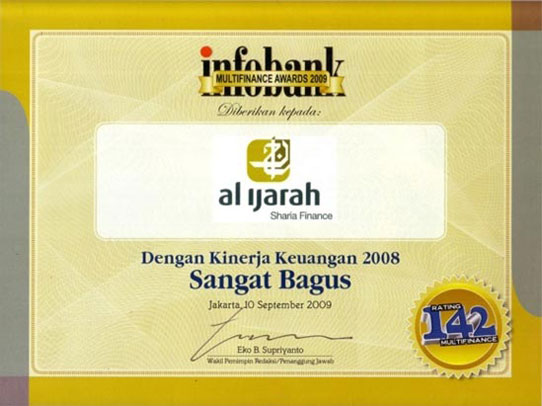 infobank
MULTIFINANCE AWARDS 2009
Diberikan kepada:
al ijarah
Sharia Finance
Dengan Kinerja Keuangan 2008
Sangat Bagus
Jakarta, 10 September 2009
Eko B. Supriyanto
Wakil Pemimpin Redaksi/Penanggung Jawab
RATING
142
MULTIFINANCE